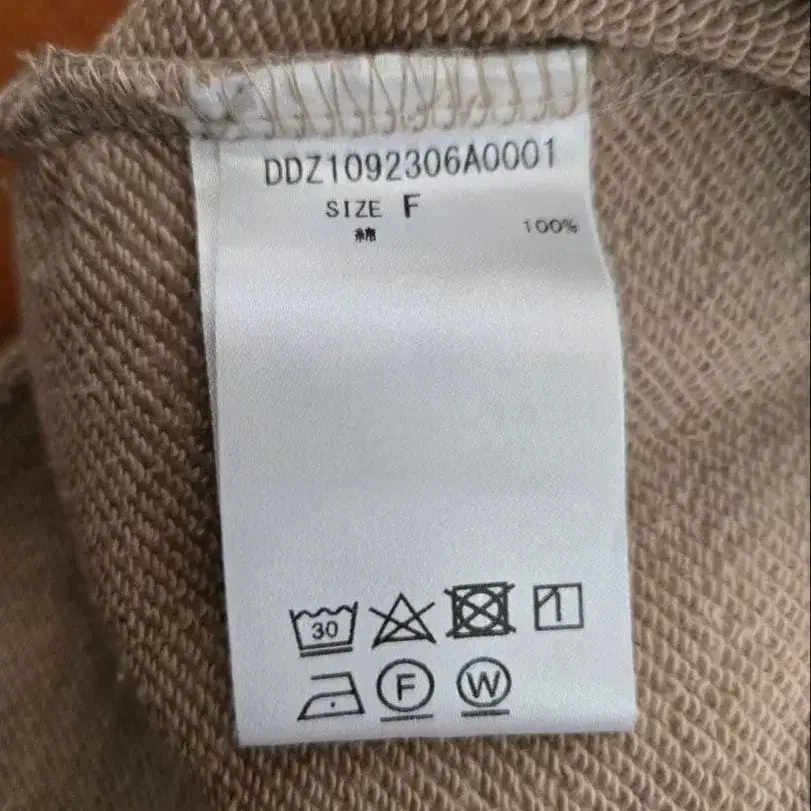 DDZ1092306A0001
SIZE F
綿 100%
30
F W